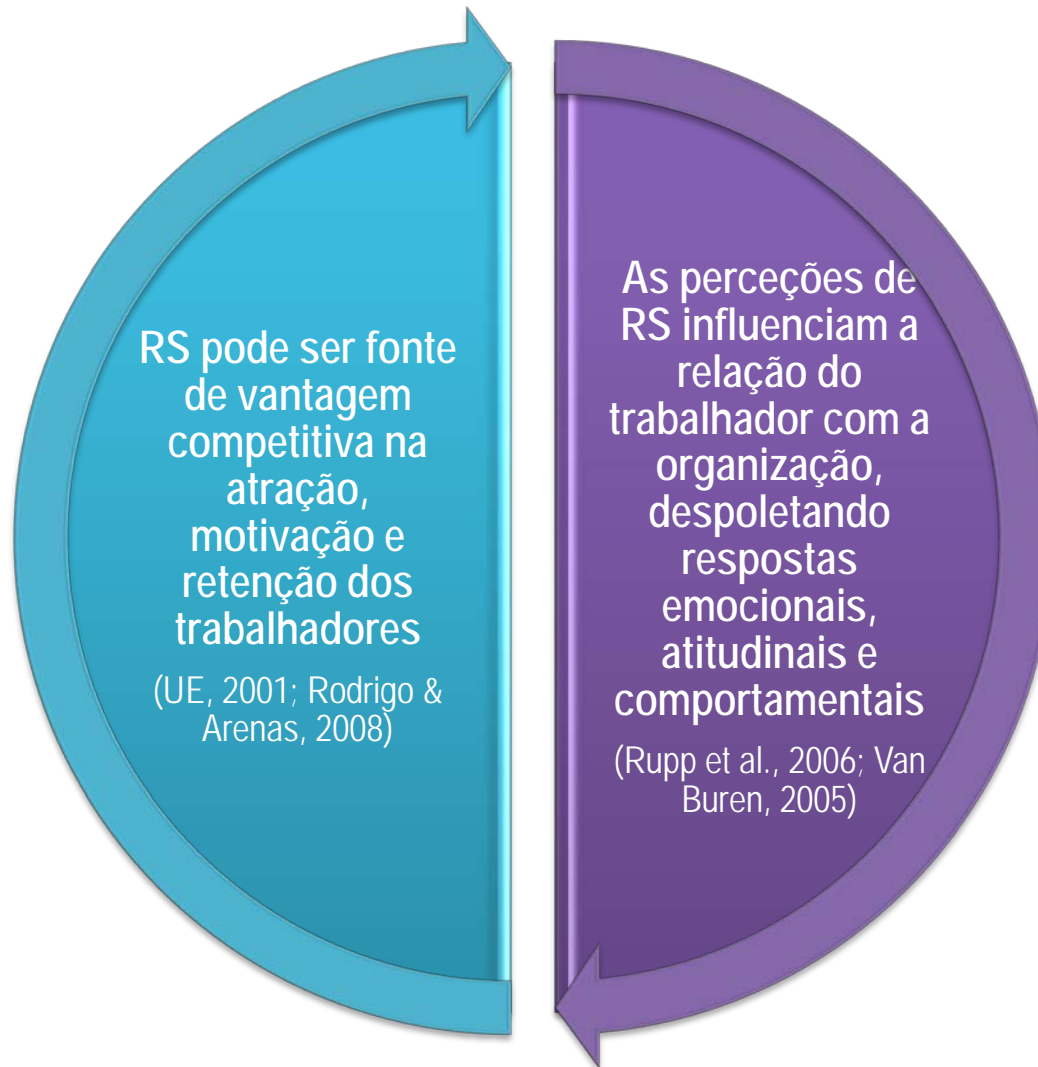 RS pode ser fonte
de vantagem
competitiva na
atração,
motivação e
retenção dos
trabalhadores
(UE, 2001; Rodrigo &
Arenas, 2008)
As perceções de
RS influenciam a
relação do
trabalhador com a
organização,
despoletando
respostas
emocionais,
atitudinais e
comportamentais
(Rupp et al., 2006; Van
Buren, 2005)